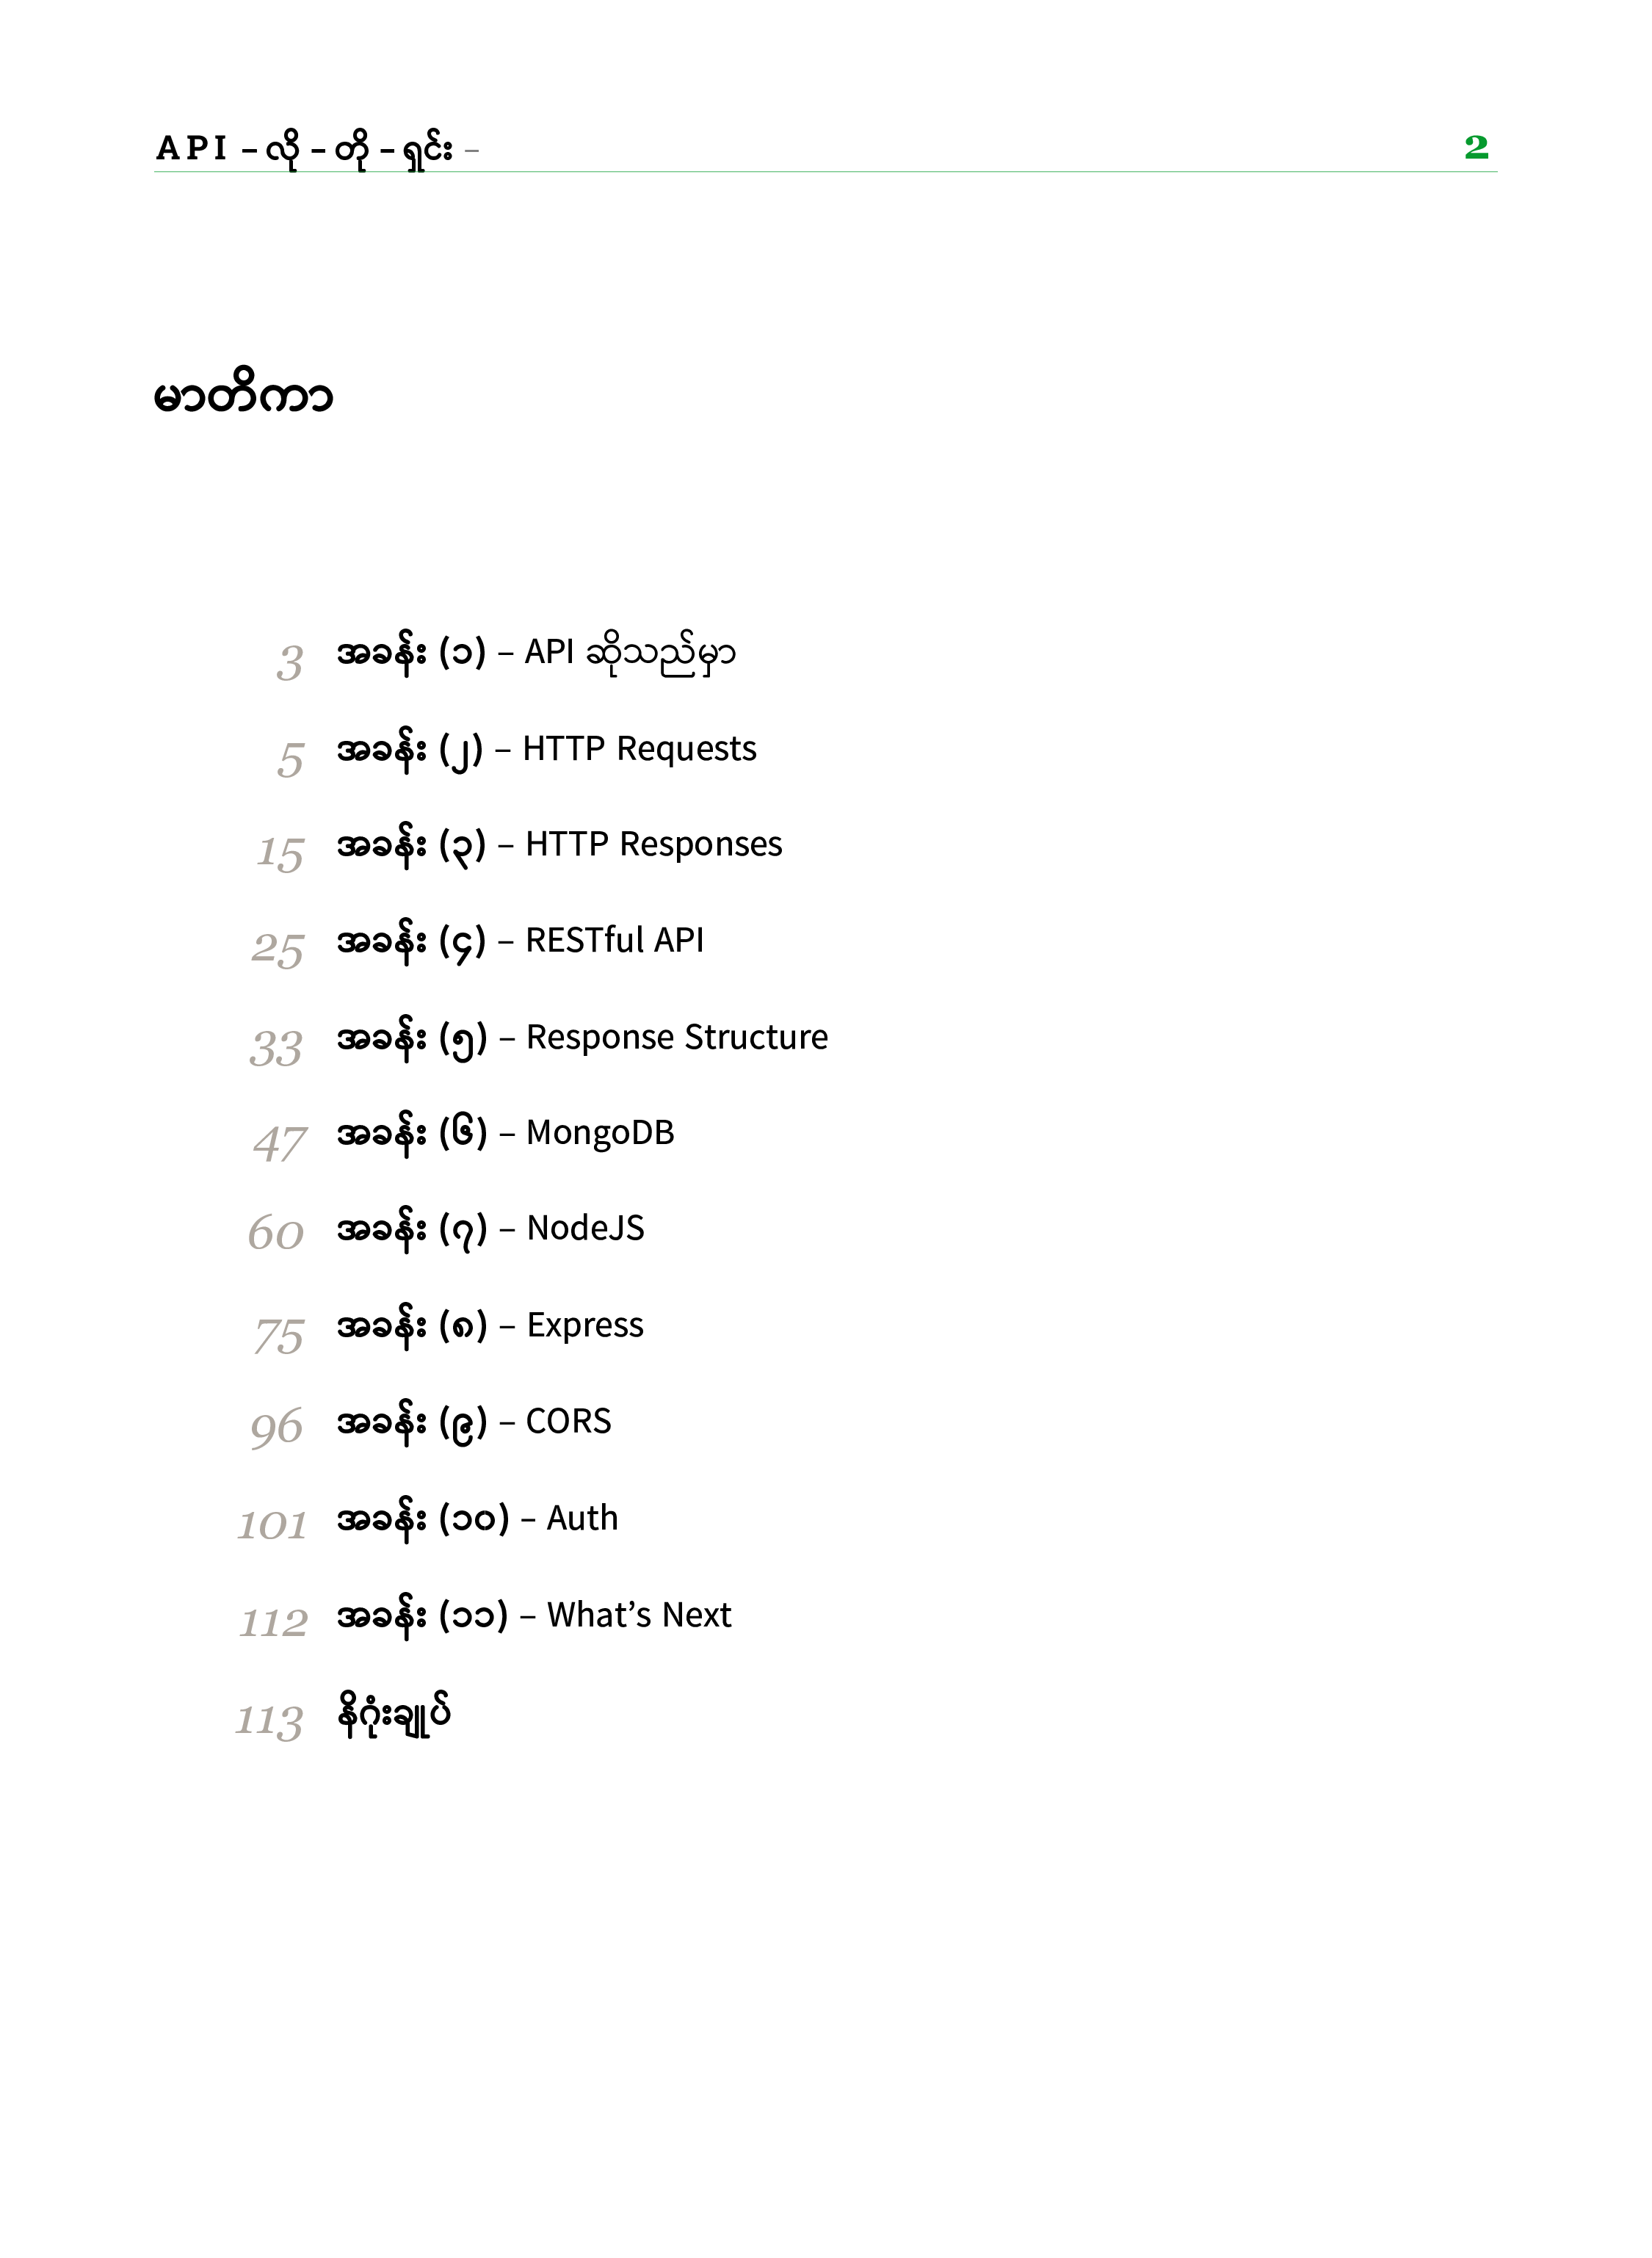 API – လို – တို – ရှင်း – 2
မာတိကာ
3 အခန်း (၁) – API ဆိုသည်မှာ
5 အခန်း (၂) – HTTP Requests
15 အခန်း (၃) – HTTP Responses
25 အခန်း (၄) – RESTful API
33 အခန်း (၅) – Response Structure
47 အခန်း (၆) – MongoDB
60 အခန်း (၇) – NodeJS
75 အခန်း (၈) – Express
96 အခန်း (၉) – CORS
101 အခန်း (၁၀) – Auth
112 အခန်း (၁၁) – What’s Next
113 နိဂုံးချုပ်